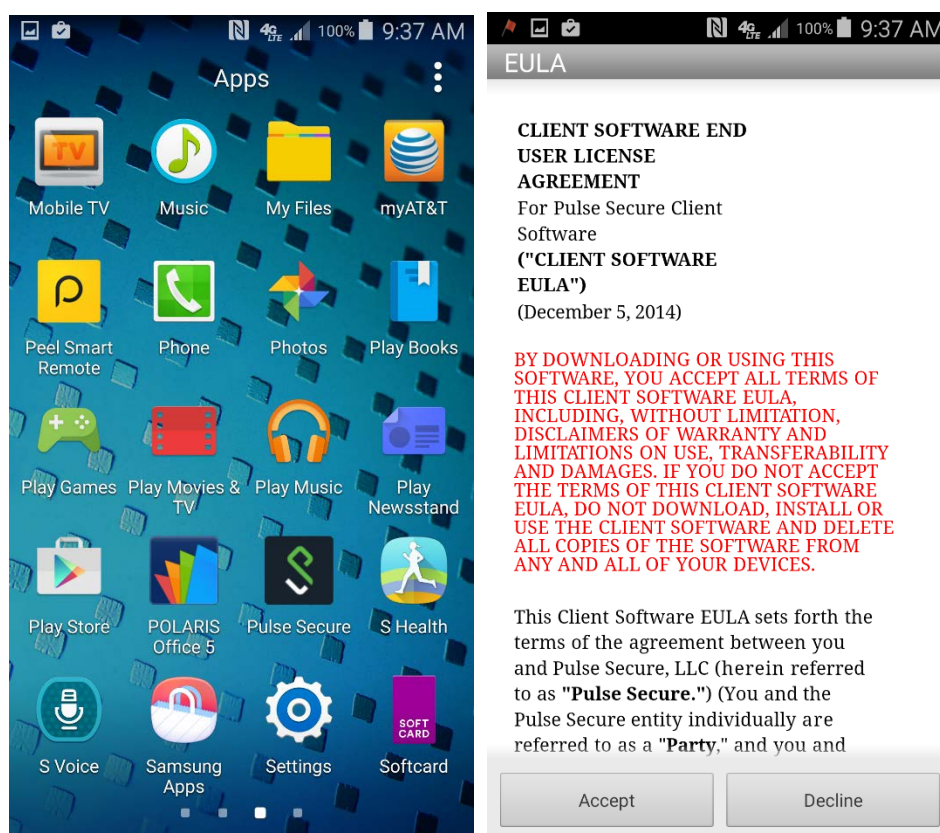 4G LTE 100% 9:37 AM
Apps
TV
Mobile TV Music My Files myAT&T
Peel Smart Remote Phone Photos Play Books
Play Games Play Movies & TV Play Music Play Newsstand
Play Store POLARIS Office 5 Pulse Secure S Health
SOFT
CARD
S Voice Samsung Apps Settings Softcard
4G LTE 100% 9:37 AM
EULA
CLIENT SOFTWARE END
USER LICENSE
AGREEMENT
For Pulse Secure Client
Software
("CLIENT SOFTWARE
EULA")
(December 5, 2014)
BY DOWNLOADING OR USING THIS
SOFTWARE, YOU ACCEPT ALL TERMS OF
THIS CLIENT SOFTWARE EULA,
INCLUDING, WITHOUT LIMITATION,
DISCLAIMERS OF WARRANTY AND
LIMITATIONS ON USE, TRANSFERABILITY
AND DAMAGES. IF YOU DO NOT ACCEPT
THE TERMS OF THIS CLIENT SOFTWARE
EULA, DO NOT DOWNLOAD, INSTALL OR
USE THE CLIENT SOFTWARE AND DELETE
ALL COPIES OF THE SOFTWARE FROM
ANY AND ALL OF YOUR DEVICES.
This Client Software EULA sets forth the
terms of the agreement between you
and Pulse Secure, LLC (herein referred
to as "Pulse Secure.") (You and the
Pulse Secure entity individually are
referred to as a "Party," and you and
Accept Decline